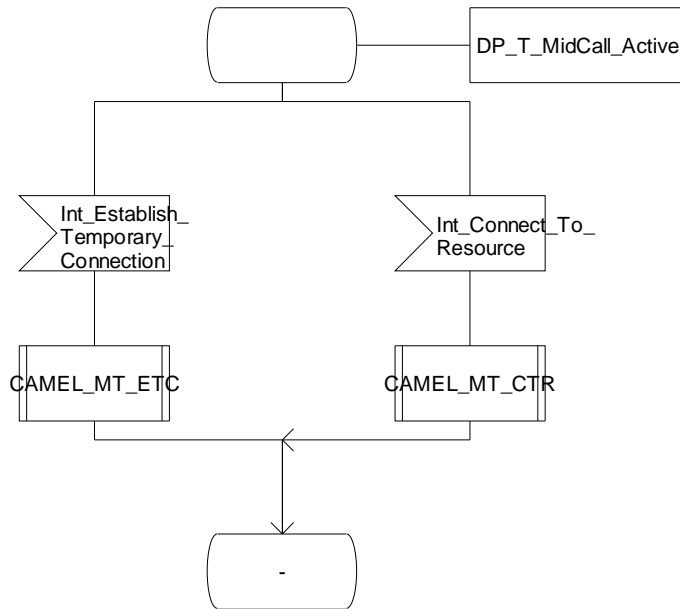 DP_T_MidCall_Active
Int_Establish_
Temporary_
Connection
Int_Connect_To_
Resource
CAMEL_MT_ETC
CAMEL_MT_CTR
-